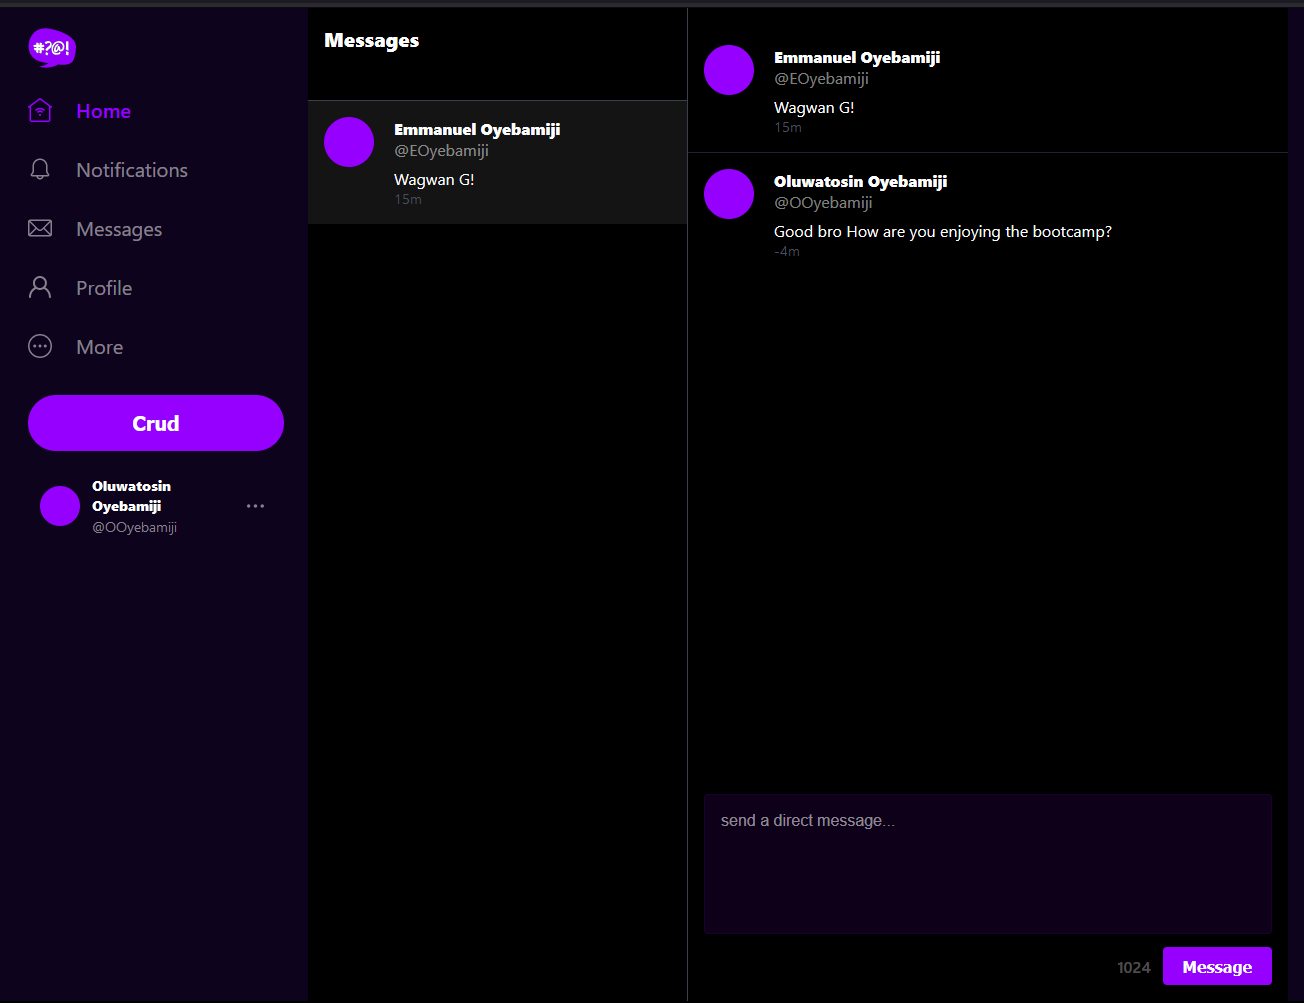 #?@!
Home
Notifications
Messages
Profile
More
Crud
Oluwatosin
Oyebamiji
@OOyebamiji
Messages
Emmanuel Oyebamiji
@EOyebamiji
Wagwan G!
15m
Emmanuel Oyebamiji
@EOyebamiji
Wagwan G!
15m
Oluwatosin Oyebamiji
@OOyebamiji
Good bro How are you enjoying the bootcamp?
-4m
send a direct message...
1024
Message